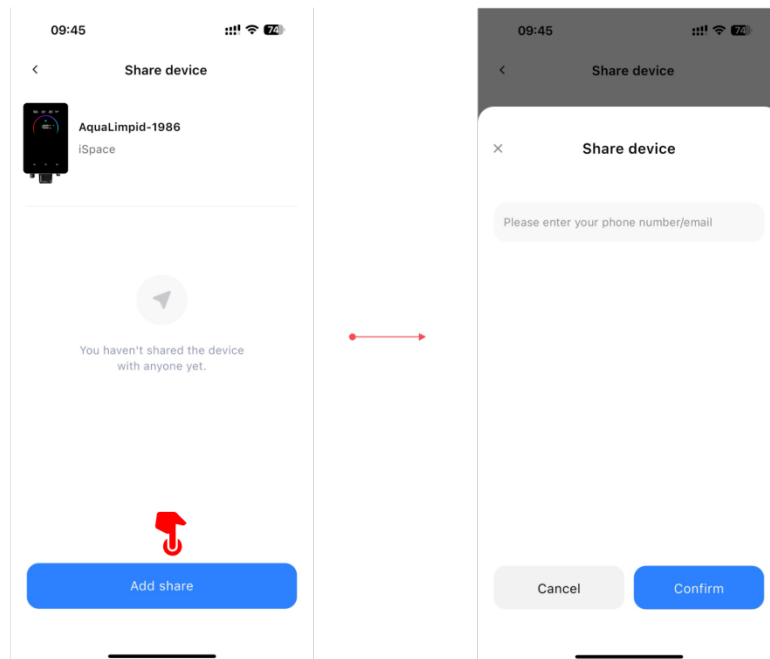 09:45
74
Share device
AquaLimpid-1986
iSpace
You haven't shared the device
with anyone yet.
Add share
09:45
74
Share device
Share device
Please enter your phone number/email
Cancel
Confirm